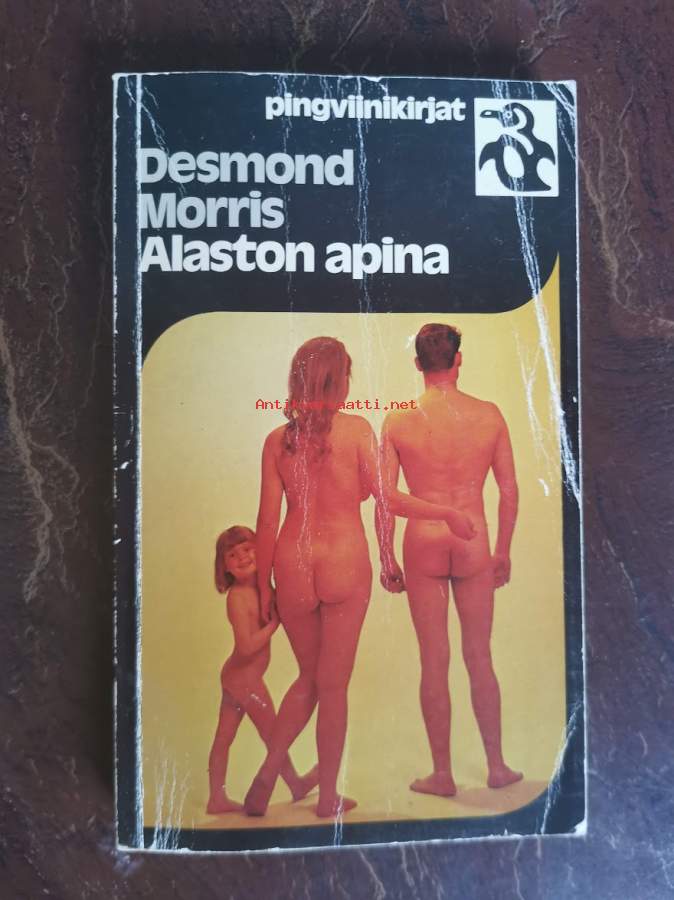 pingviinikirjat
Desmond
Morris
Alaston apina
Antikvariaatti.net